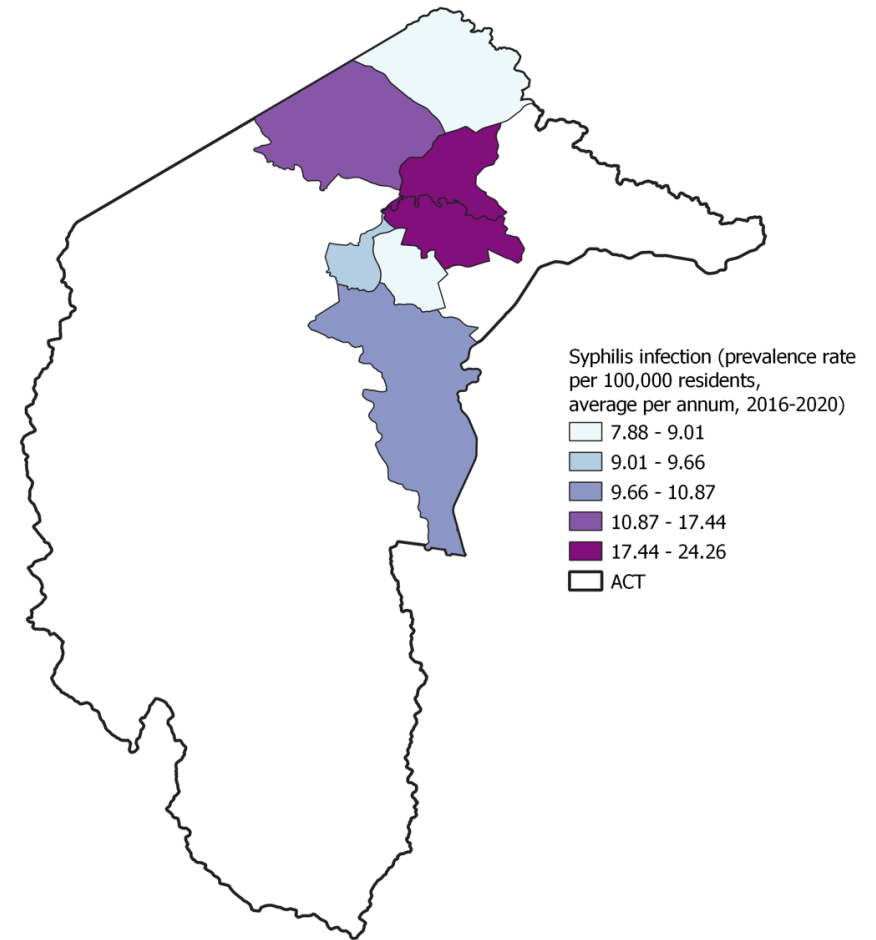 Syphilis infection (prevalence rate
per 100,000 residents,
average per annum, 2016-2020)
7.88 - 9.01
9.01 - 9.66
9.66 - 10.87
10.87 - 17.44
17.44 - 24.26
ACT